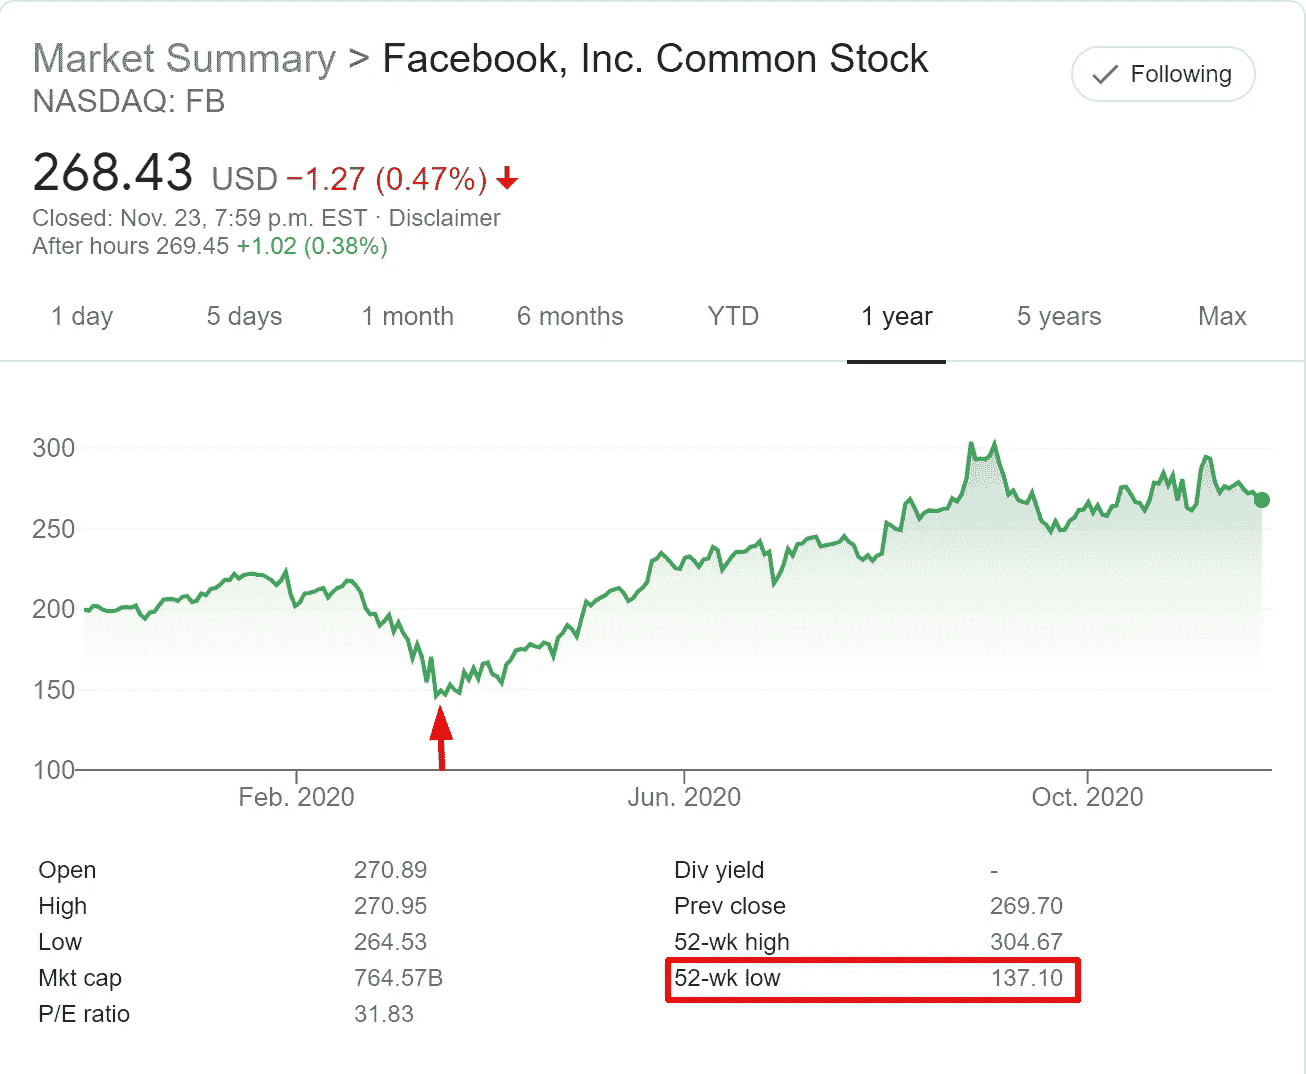 Market Summary > Facebook, Inc. Common Stock
Following
NASDAQ: FB
268.43 USD −1.27 (0.47%)
Closed: Nov. 23, 7:59 p.m. EST · Disclaimer
After hours 269.45 +1.02 (0.38%)
1 day 5 days 1 month 6 months YTD 1 year 5 years Max
300
250
200
150
100
Feb. 2020 Jun. 2020 Oct. 2020
Open 270.89 Div yield -
High 270.95 Prev close 269.70
Low 264.53 52-wk high 304.67
Mkt cap 764.57B 52-wk low 137.10
P/E ratio 31.83